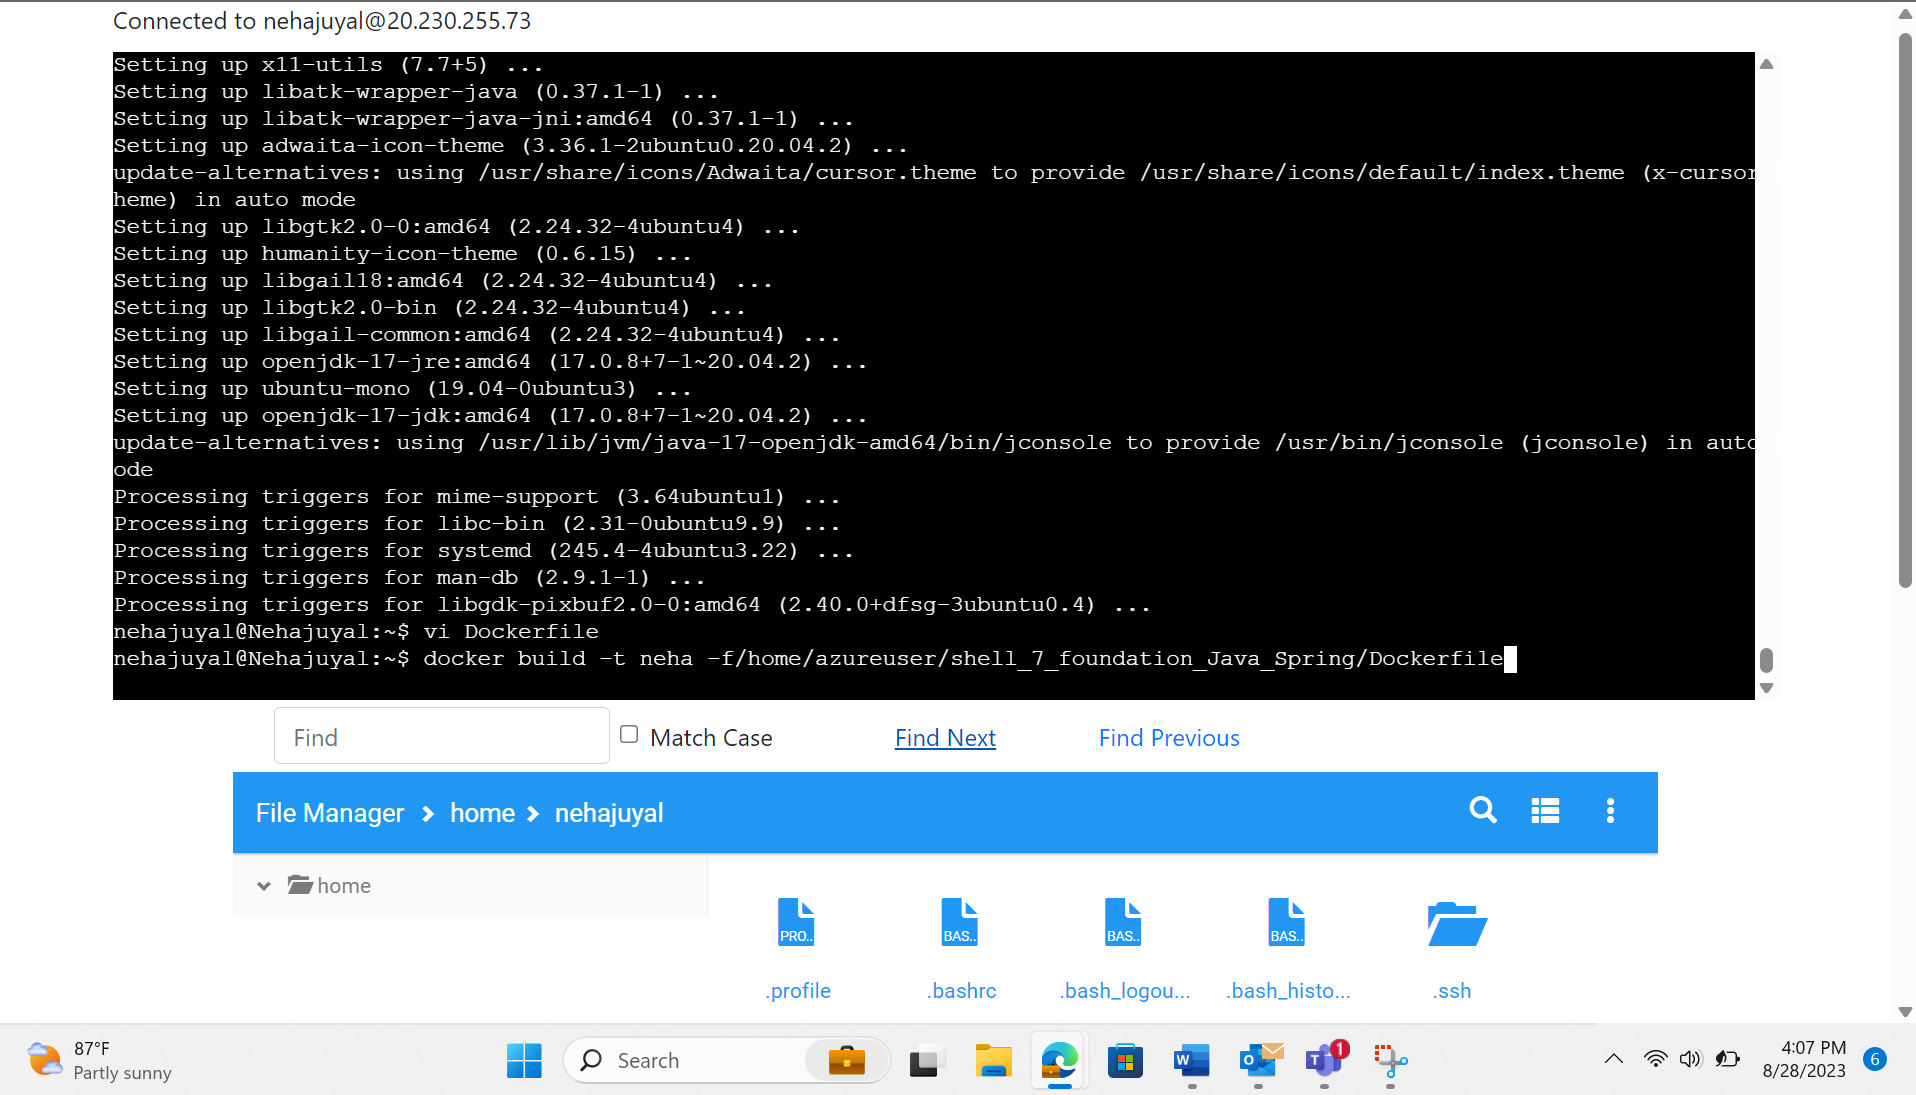 Connected to nehajuyal@20.230.255.73
Setting up x11-utils (7.7+5) ...
Setting up libatk-wrapper-java (0.37.1-1) ...
Setting up libatk-wrapper-java-jni:amd64 (0.37.1-1) ...
Setting up adwaita-icon-theme (3.36.1-2ubuntu0.20.04.2) ...
update-alternatives: using /usr/share/icons/Adwaita/cursor.theme to provide /usr/share/icons/default/index.theme (x-cursor
heme) in auto mode
Setting up libgtk2.0-0:amd64 (2.24.32-4ubuntu4) ...
Setting up humanity-icon-theme (0.6.15) ...
Setting up libgail18:amd64 (2.24.32-4ubuntu4) ...
Setting up libgtk2.0-bin (2.24.32-4ubuntu4) ...
Setting up libgail-common:amd64 (2.24.32-4ubuntu4) ...
Setting up openjdk-17-jre:amd64 (17.0.8+7-1~20.04.2) ...
Setting up ubuntu-mono (19.04-0ubuntu3) ...
Setting up openjdk-17-jdk:amd64 (17.0.8+7-1~20.04.2) ...
update-alternatives: using /usr/lib/jvm/java-17-openjdk-amd64/bin/jconsole to provide /usr/bin/jconsole (jconsole) in auto
ode
Processing triggers for mime-support (3.64ubuntu1) ...
Processing triggers for libc-bin (2.31-0ubuntu9.9) ...
Processing triggers for systemd (245.4-4ubuntu3.22) ...
Processing triggers for man-db (2.9.1-1) ...
Processing triggers for libgdk-pixbuf2.0-0:amd64 (2.40.0+dfsg-3ubuntu0.4) ...
nehajuyal@Nehajuyal:~$ vi Dockerfile
nehajuyal@Nehajuyal:~$ docker build -t neha -f/home/azureuser/shell_7_foundation_Java_Spring/Dockerfile
Find Match Case Find Next Find Previous
File Manager home nehajuyal
home
PRO.. BAS.. BAS.. BAS..
.profile .bashrc .bash_logou... .bash_histo... .ssh
87°F
Partly sunny
Search
W
O
T
1
4:07 PM
8/28/2023
6